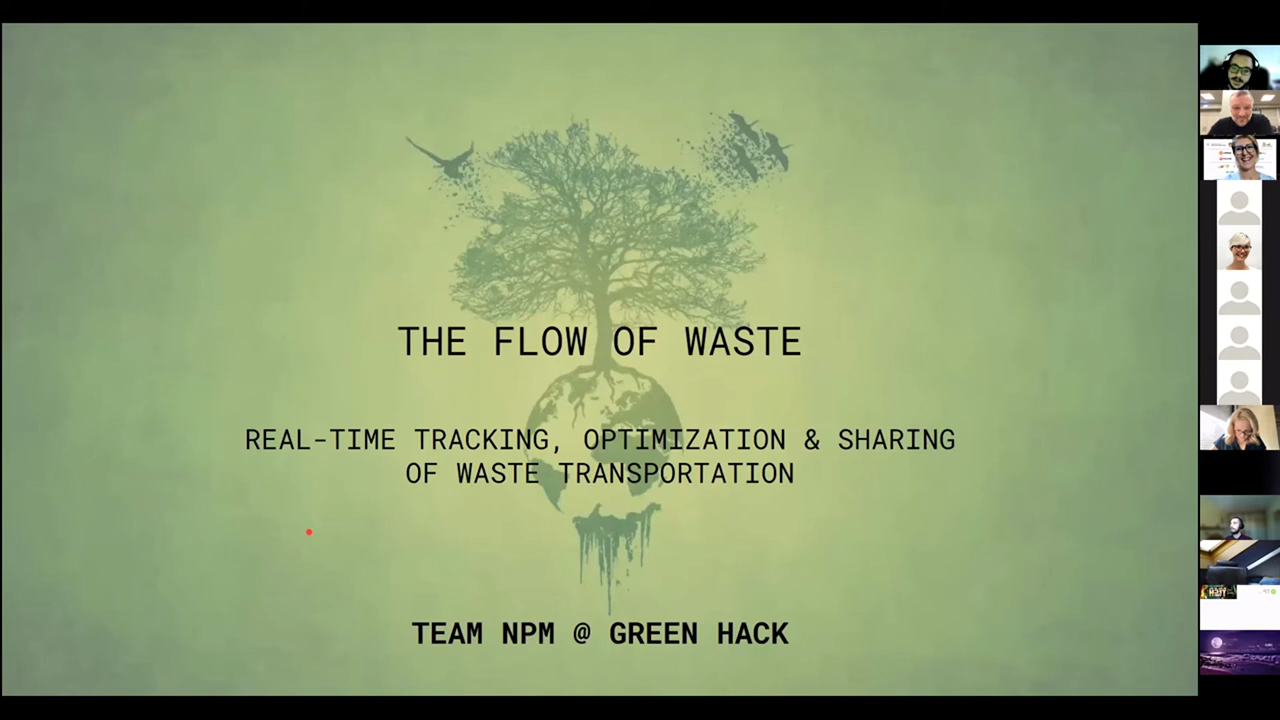 THE FLOW OF WASTE
REAL-TIME TRACKING, OPTIMIZATION & SHARING
OF WASTE TRANSPORTATION
TEAM NPM @ GREEN HACK